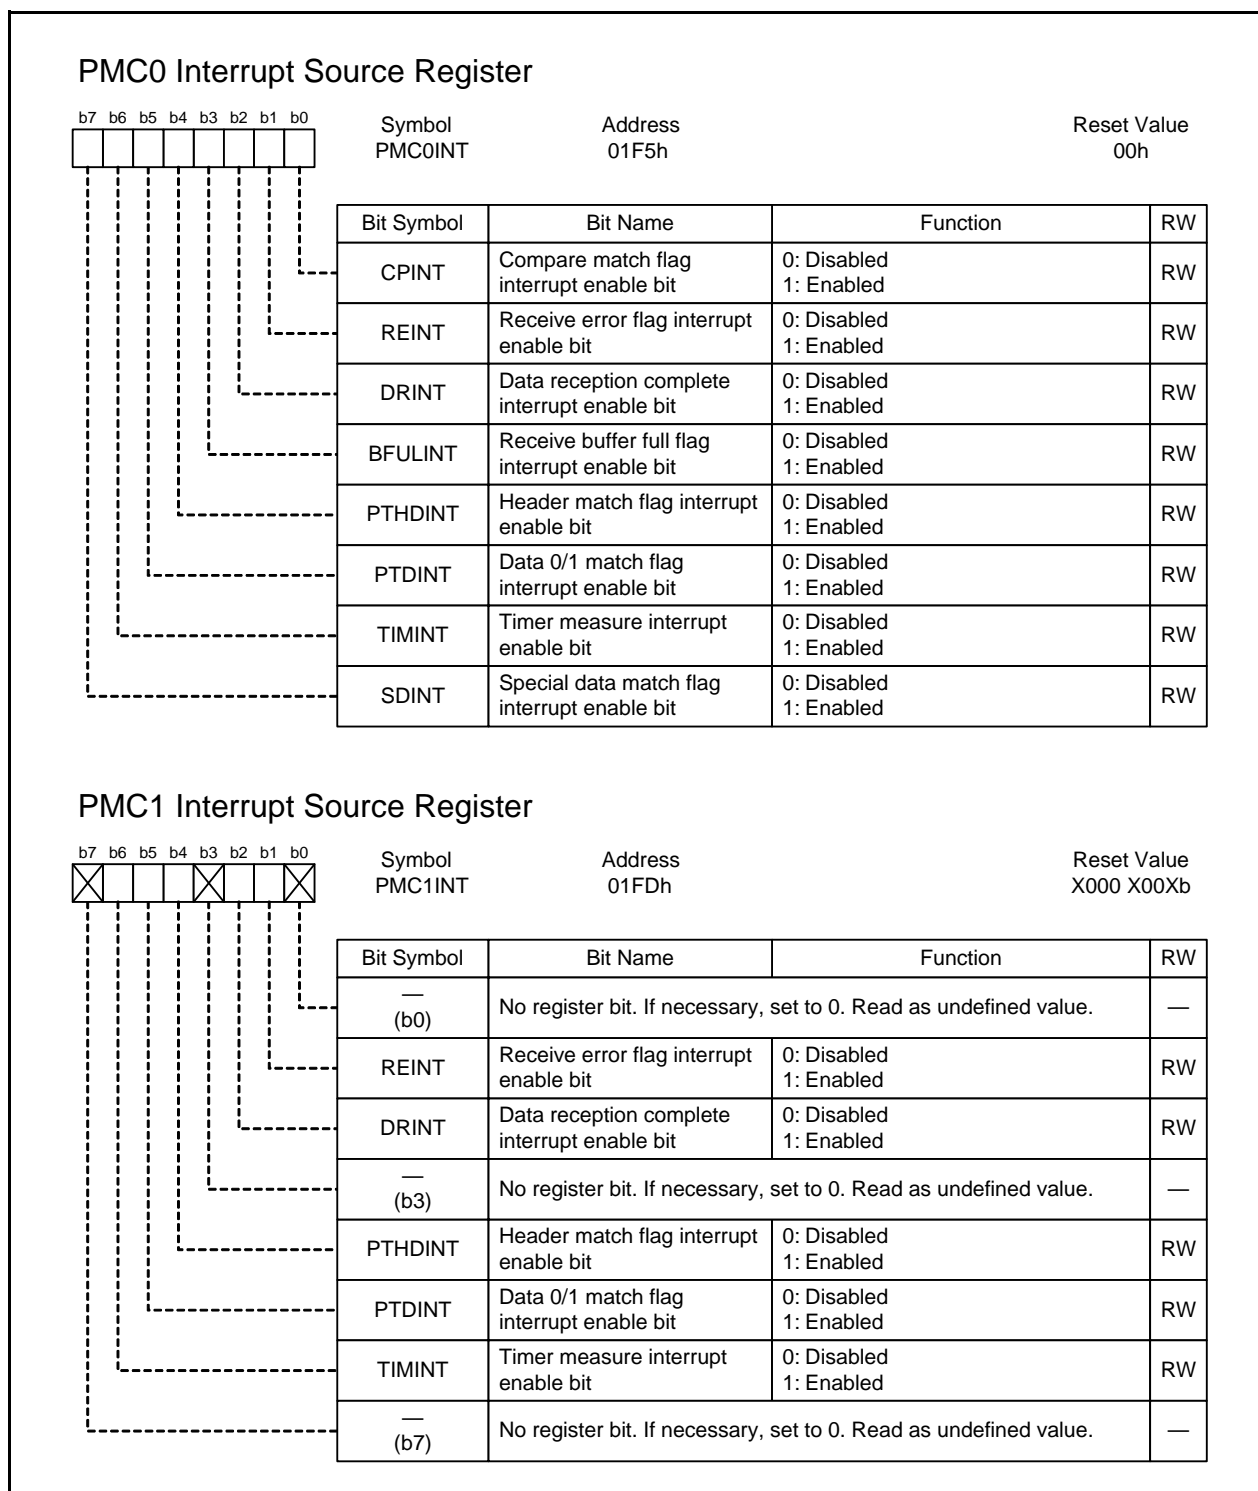 PMC0 Interrupt Source Register
b7 b6 b5 b4 b3 b2 b1 b0
Symbol Address Reset Value
PMC0INT 01F5h 00h
Bit Symbol Bit Name Function RW
CPINT Compare match flag interrupt enable bit 0: Disabled 1: Enabled RW
REINT Receive error flag interrupt enable bit 0: Disabled 1: Enabled RW
DRINT Data reception complete interrupt enable bit 0: Disabled 1: Enabled RW
BFULINT Receive buffer full flag interrupt enable bit 0: Disabled 1: Enabled RW
PTHDINT Header match flag interrupt enable bit 0: Disabled 1: Enabled RW
PTDINT Data 0/1 match flag interrupt enable bit 0: Disabled 1: Enabled RW
TIMINT Timer measure interrupt enable bit 0: Disabled 1: Enabled RW
SDINT Special data match flag interrupt enable bit 0: Disabled 1: Enabled RW
PMC1 Interrupt Source Register
b7 b6 b5 b4 b3 b2 b1 b0
Symbol Address Reset Value
PMC1INT 01FDh X000 X00Xb
Bit Symbol Bit Name Function RW
— (b0) No register bit. If necessary, set to 0. Read as undefined value. —
REINT Receive error flag interrupt enable bit 0: Disabled 1: Enabled RW
DRINT Data reception complete interrupt enable bit 0: Disabled 1: Enabled RW
— (b3) No register bit. If necessary, set to 0. Read as undefined value. —
PTHDINT Header match flag interrupt enable bit 0: Disabled 1: Enabled RW
PTDINT Data 0/1 match flag interrupt enable bit 0: Disabled 1: Enabled RW
TIMINT Timer measure interrupt enable bit 0: Disabled 1: Enabled RW
— (b7) No register bit. If necessary, set to 0. Read as undefined value. —